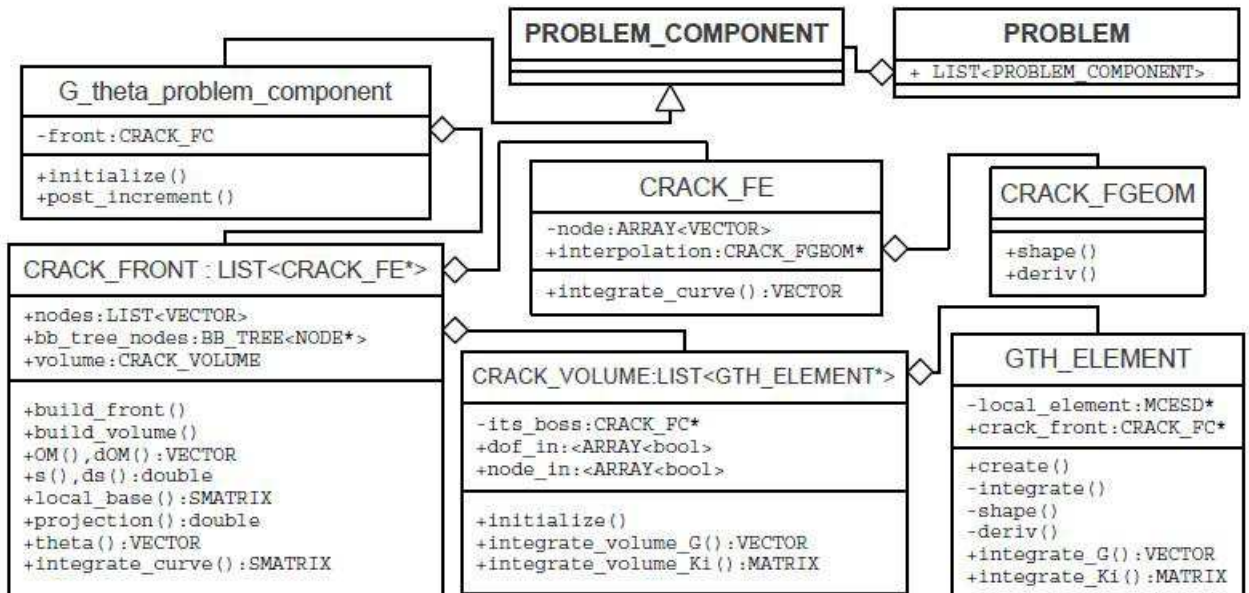 PROBLEM_COMPONENT
PROBLEM
+ LIST<PROBLEM_COMPONENT>
G_theta_problem_component
-front:CRACK_FC
+initialize()
+post_increment()
CRACK_FE
-node:ARRAY<VECTOR>
+interpolation:CRACK_FGEOM*
+integrate_curve():VECTOR
CRACK_FGEOM
+shape()
+deriv()
CRACK_FRONT : LIST<CRACK_FE*>
+nodes:LIST<VECTOR>
+bb_tree_nodes:BB_TREE<NODE*>
+volume:CRACK_VOLUME
+build_front()
+build_volume()
+OM(),dOM():VECTOR
+s(),ds():double
+local_base():SMATRIX
+projection():double
+theta():VECTOR
+integrate_curve():SMATRIX
CRACK_VOLUME:LIST<GTH_ELEMENT*>
-its_boss:CRACK_FC*
+dof_in:<ARRAY<bool>
+node_in:<ARRAY<bool>
+initialize()
+integrate_volume_G():VECTOR
+integrate_volume_Ki():MATRIX
GTH_ELEMENT
-local_element:MCESD*
+crack_front:CRACK_FC*
+create()
-integrate()
-shape()
-deriv()
+integrate_G():VECTOR
+integrate_Ki():MATRIX